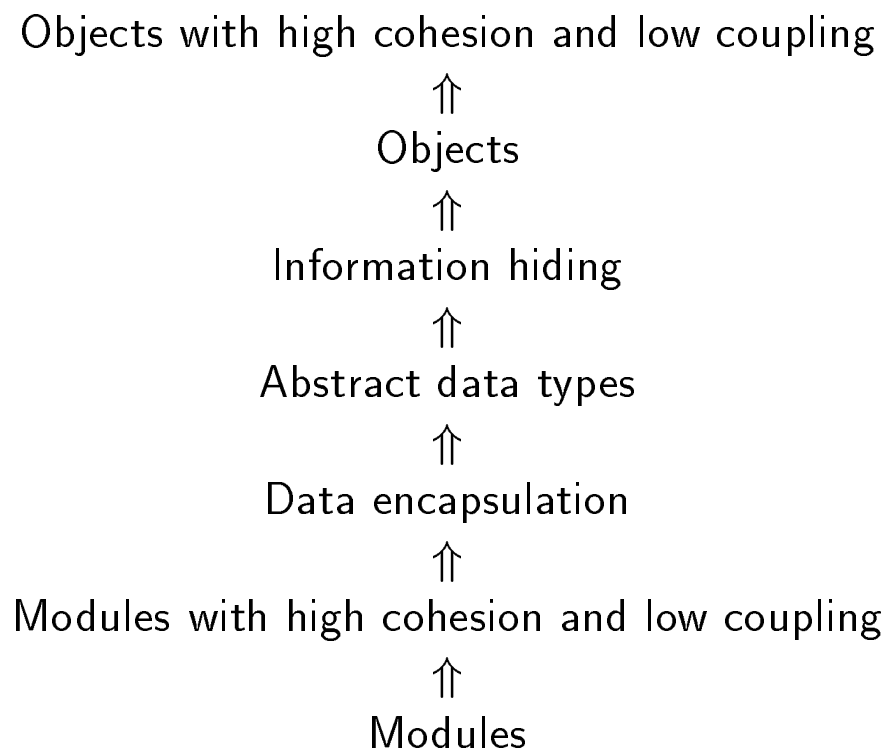 Objects with high cohesion and low coupling
⇑
Objects
⇑
Information hiding
⇑
Abstract data types
⇑
Data encapsulation
⇑
Modules with high cohesion and low coupling
⇑
Modules